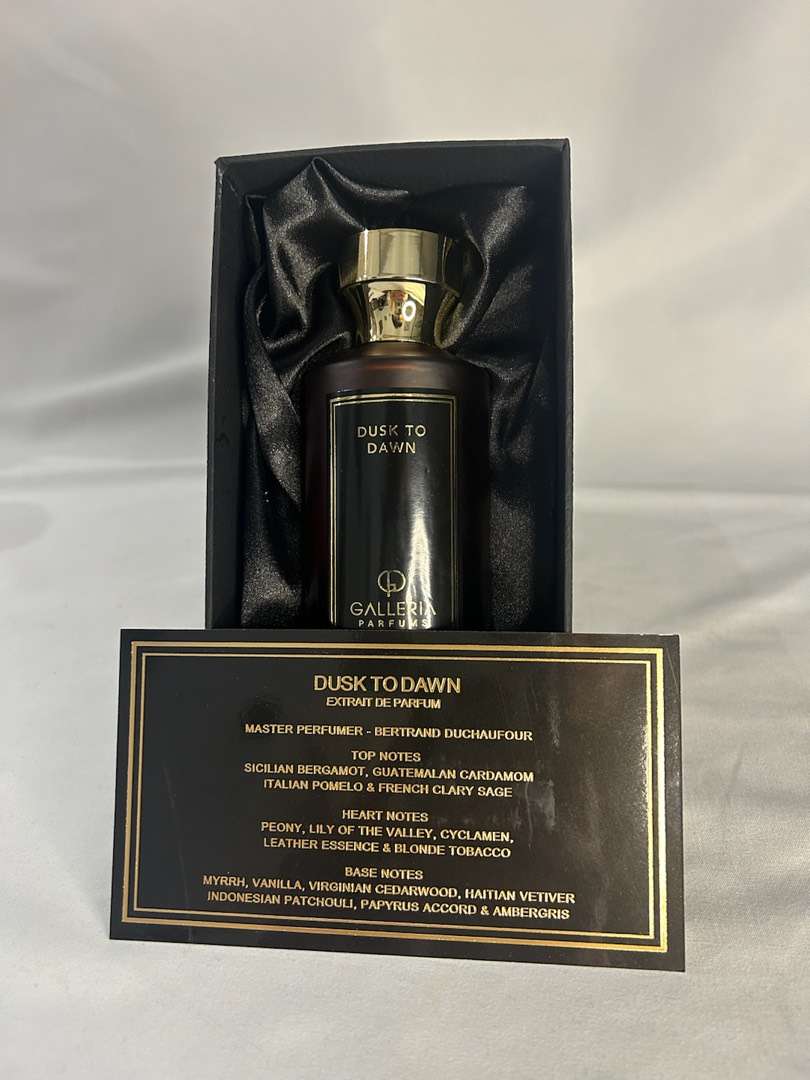 DUSK TO
DAWN
GALLERIA
PARFUMS
DUSK TO DAWN
EXTRAIT DE PARFUM
MASTER PERFUMER - BERTRAND DUCHAUFOUR
TOP NOTES
SICILIAN BERGAMOT, GUATEMALAN CARDAMOM
ITALIAN POMELO & FRENCH CLARY SAGE
HEART NOTES
PEONY, LILY OF THE VALLEY, CYCLAMEN,
LEATHER ESSENCE & BLONDE TOBACCO
BASE NOTES
MYRRH, VANILLA, VIRGINIAN CEDARWOOD, HAITIAN VETIVER
INDONESIAN PATCHOULI, PAPYRUS ACCORD & AMBERGRIS